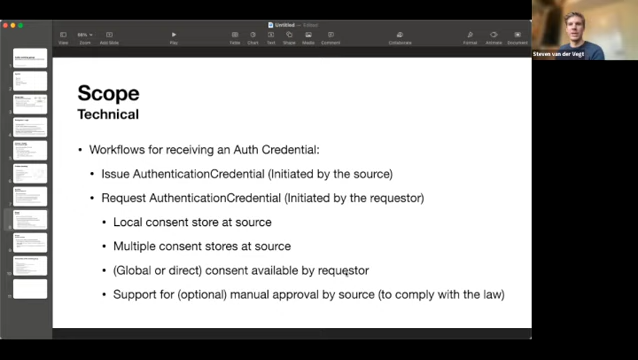 Untitled — Edited
View
Zoom
Add Slide
Play
Table
Chart
Text
Shape
Media
Comment
Collaborate
Format
Animate
Document
Steven van der Vegt
Scope
Technical
• Workflows for receiving an Auth Credential:
• Issue AuthenticationCredential (Initiated by the source)
• Request AuthenticationCredential (Initiated by the requestor)
• Local consent store at source
• Multiple consent stores at source
• (Global or direct) consent available by requestor
• Support for (optional) manual approval by source (to comply with the law)